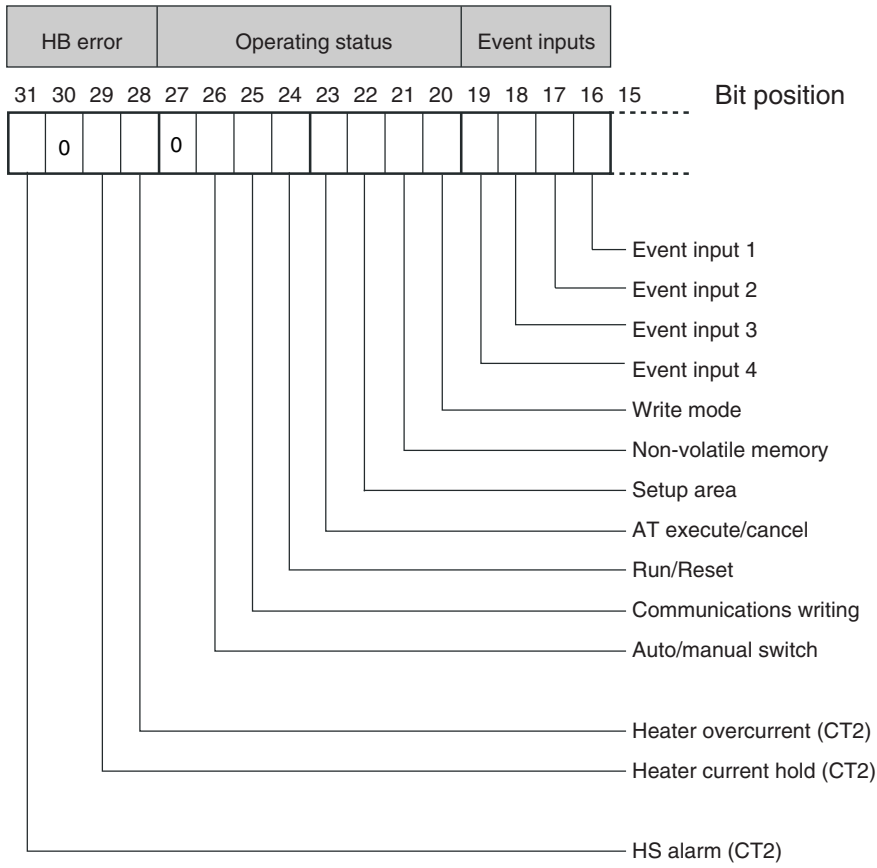 HB error Operating status Event inputs
31 30 29 28 27 26 25 24 23 22 21 20 19 18 17 16 15 Bit position
0 0
Event input 1
Event input 2
Event input 3
Event input 4
Write mode
Non-volatile memory
Setup area
AT execute/cancel
Run/Reset
Communications writing
Auto/manual switch
Heater overcurrent (CT2)
Heater current hold (CT2)
HS alarm (CT2)